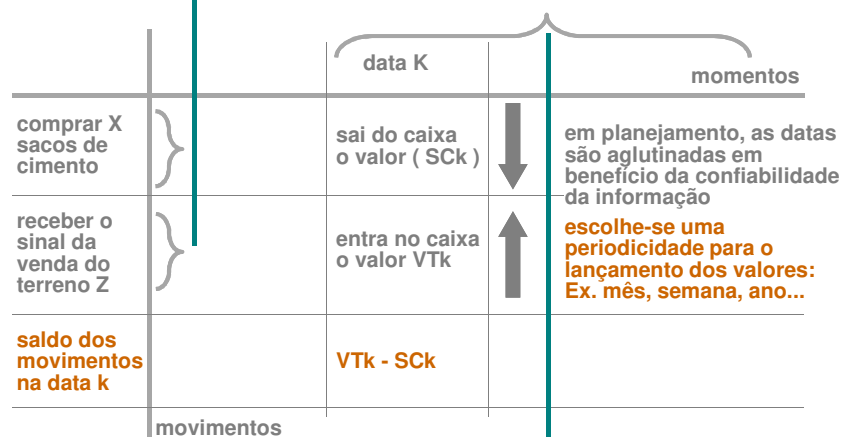 data K
momentos
comprar X
sacos de
cimento
sai do caixa
o valor ( SCk )
em planejamento, as datas
são aglutinadas em
benefício da confiabilidade
da informação
receber o
sinal da
venda do
terreno Z
entra no caixa
o valor VTk
escolhe-se uma
periodicidade para o
lançamento dos valores:
Ex. mês, semana, ano...
saldo dos
movimentos
na data k
VTk - SCk
movimentos